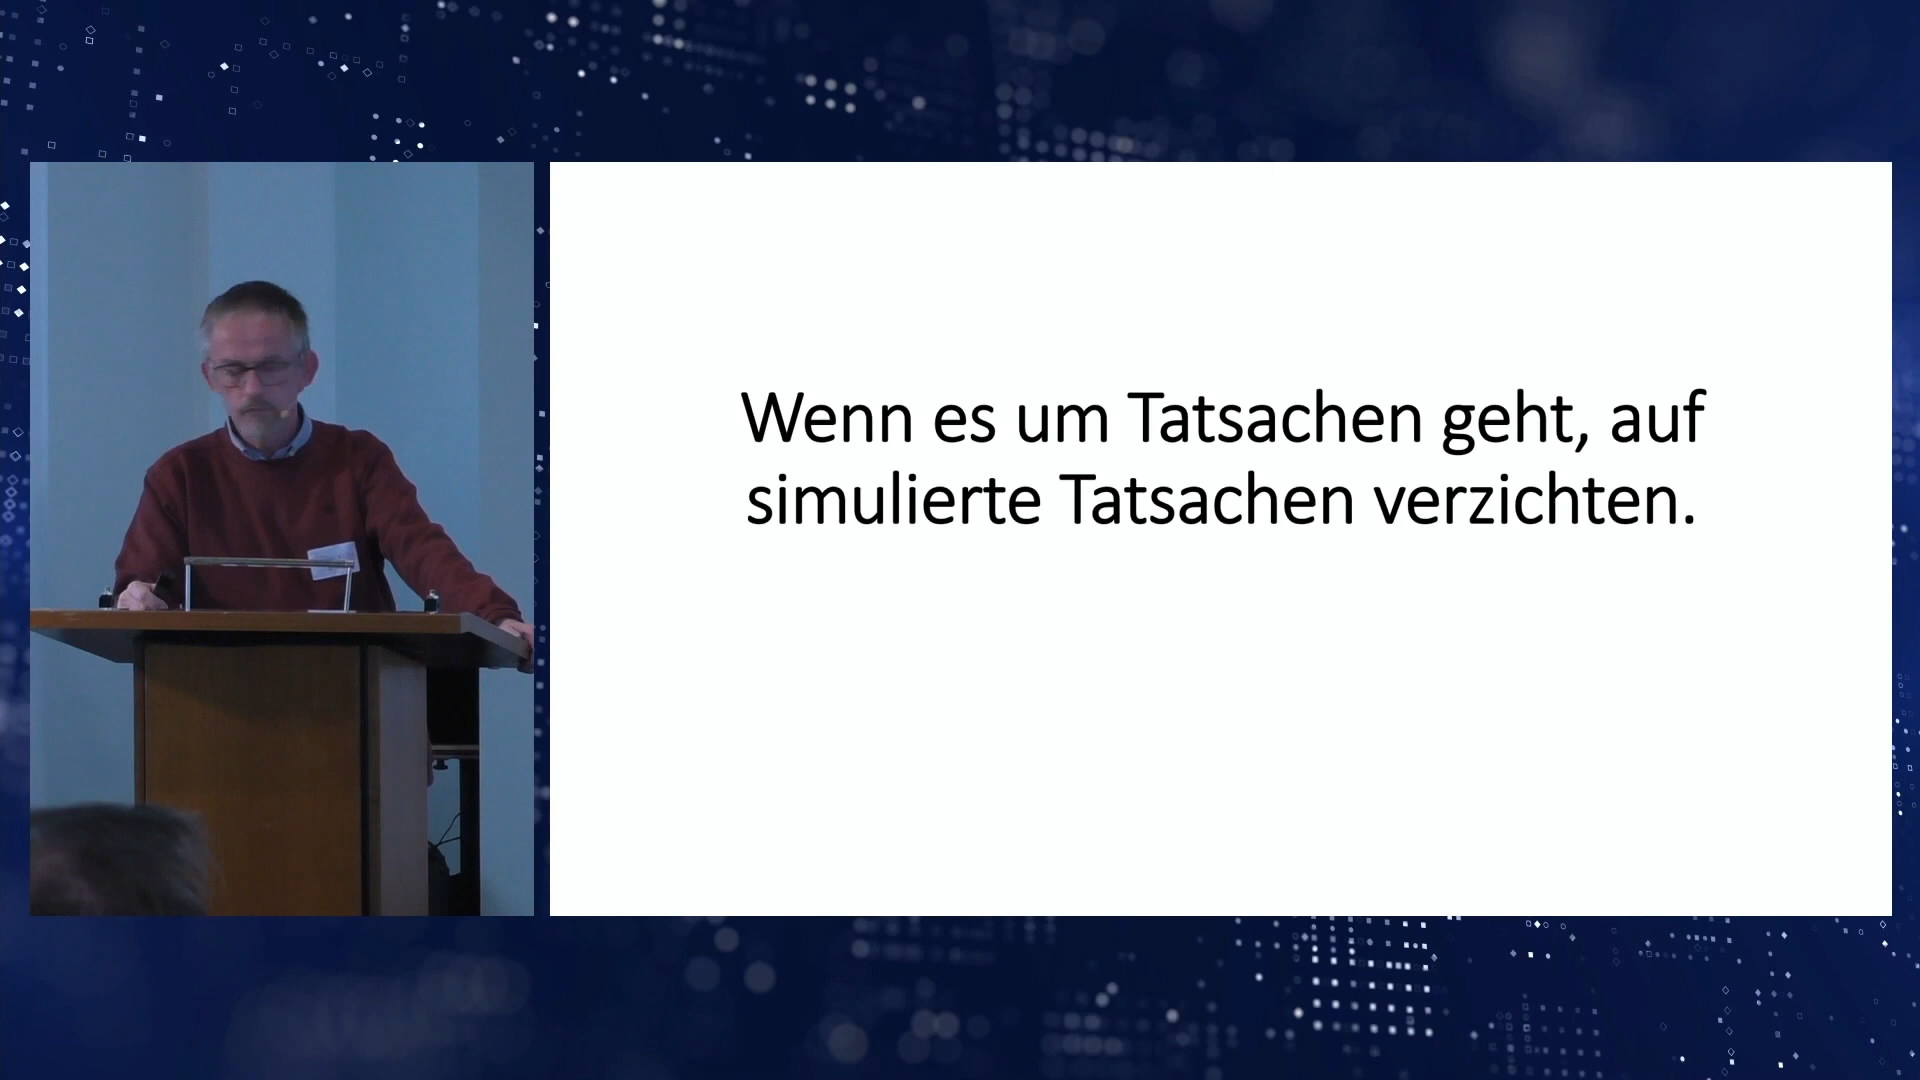 Wenn es um Tatsachen geht, auf
simulierte Tatsachen verzichten.